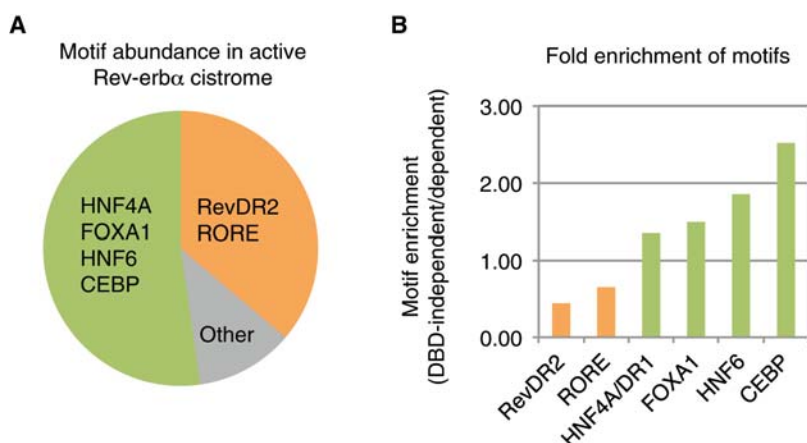 A
Motif abundance in active
Rev-erbα cistrome
HNF4A
FOXA1
HNF6
CEBP
RevDR2
RORE
Other
B
Fold enrichment of motifs
Motif enrichment
(DBD-independent/dependent)
3.00
2.00
1.00
0.00
RevDR2
RORE
HNF4A/DR1
FOXA1
HNF6
CEBP